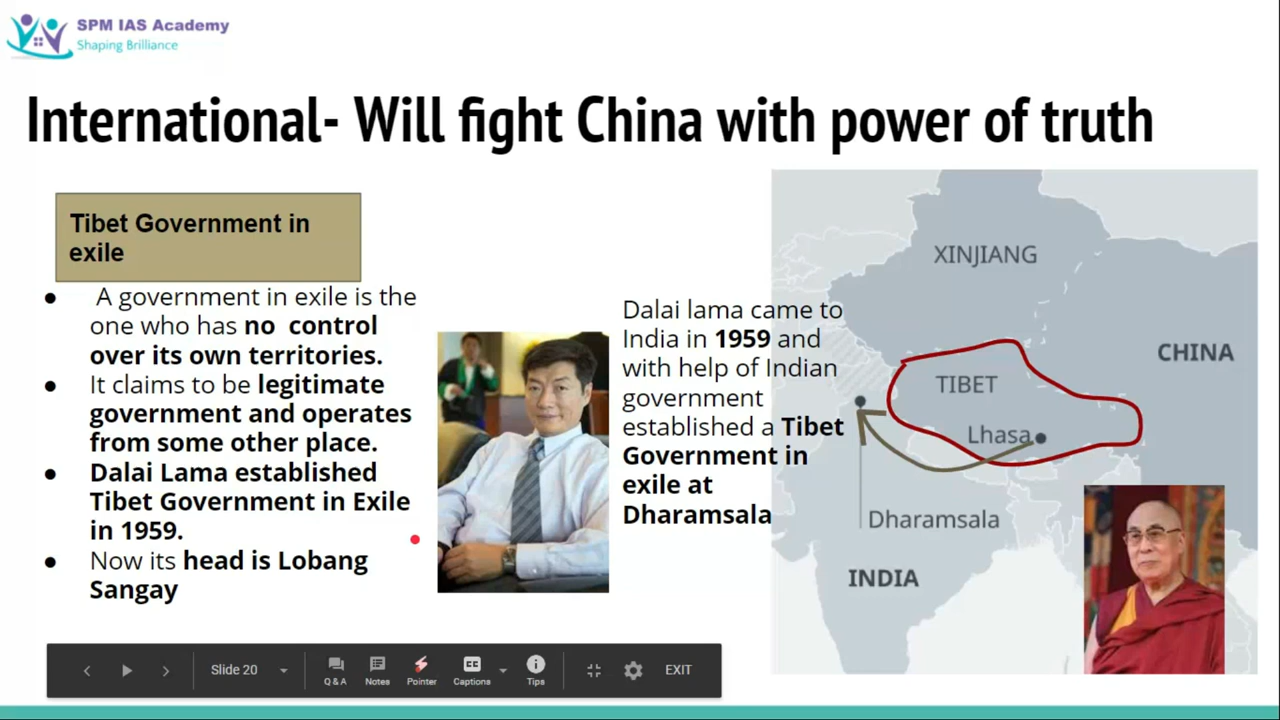 SPM IAS Academy
Shaping Brilliance
International- Will fight China with power of truth
Tibet Government in
exile
● A government in exile is the
one who has no control
over its own territories.
● It claims to be legitimate
government and operates
from some other place.
● Dalai Lama established
Tibet Government in Exile
in 1959.
● Now its head is Lobang
Sangay
Dalai lama came to
India in 1959 and
with help of Indian
government
established a Tibet
Government in
exile at
Dharamsala
XINJIANG
CHINA
TIBET
Lhasa
Dharamsala
INDIA
Slide 20
Q & A
Notes
Pointer
Captions
Tips
EXIT